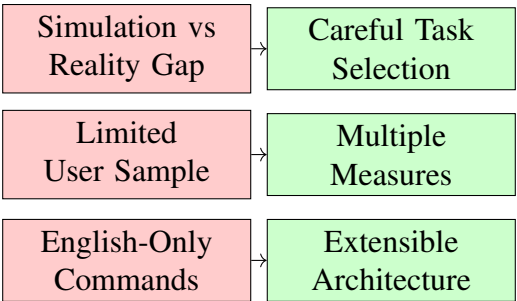 Simulation vs
Reality Gap
Careful Task
Selection
Limited
User Sample
Multiple
Measures
English-Only
Commands
Extensible
Architecture